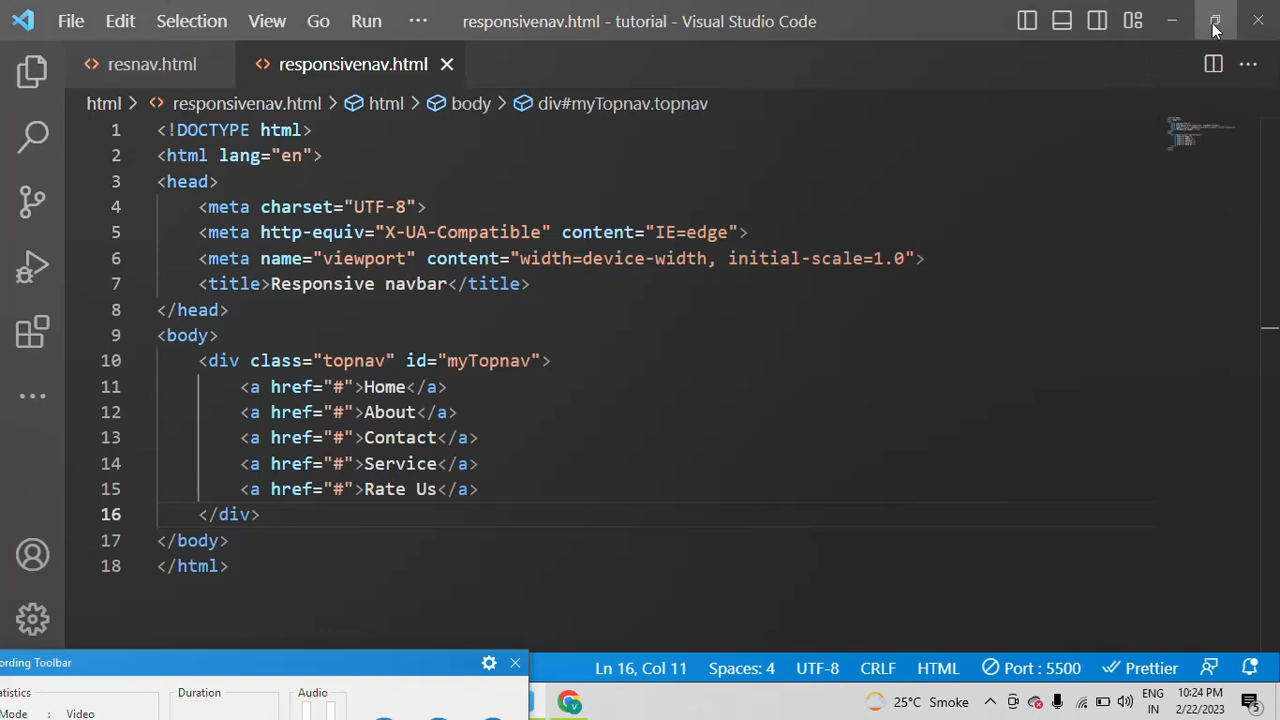 File Edit Selection View Go Run ··· responsivenav.html - tutorial - Visual Studio Code
resnav.html responsivenav.html
html > responsivenav.html > html > body > div#myTopnav.topnav
1 <!DOCTYPE html>
2 <html lang="en">
3 <head>
4 <meta charset="UTF-8">
5 <meta http-equiv="X-UA-Compatible" content="IE=edge">
6 <meta name="viewport" content="width=device-width, initial-scale=1.0">
7 <title>Responsive navbar</title>
8 </head>
9 <body>
10 <div class="topnav" id="myTopnav">
11 <a href="#">Home</a>
12 <a href="#">About</a>
13 <a href="#">Contact</a>
14 <a href="#">Service</a>
15 <a href="#">Rate Us</a>
16 </div>
17 </body>
18 </html>
ording Toolbar
Ln 16, Col 11 Spaces: 4 UTF-8 CRLF HTML Port : 5500 Prettier
tatistics Duration Audio
Mode : Video
25°C Smoke ENG IN 10:24 PM 2/22/2023 5